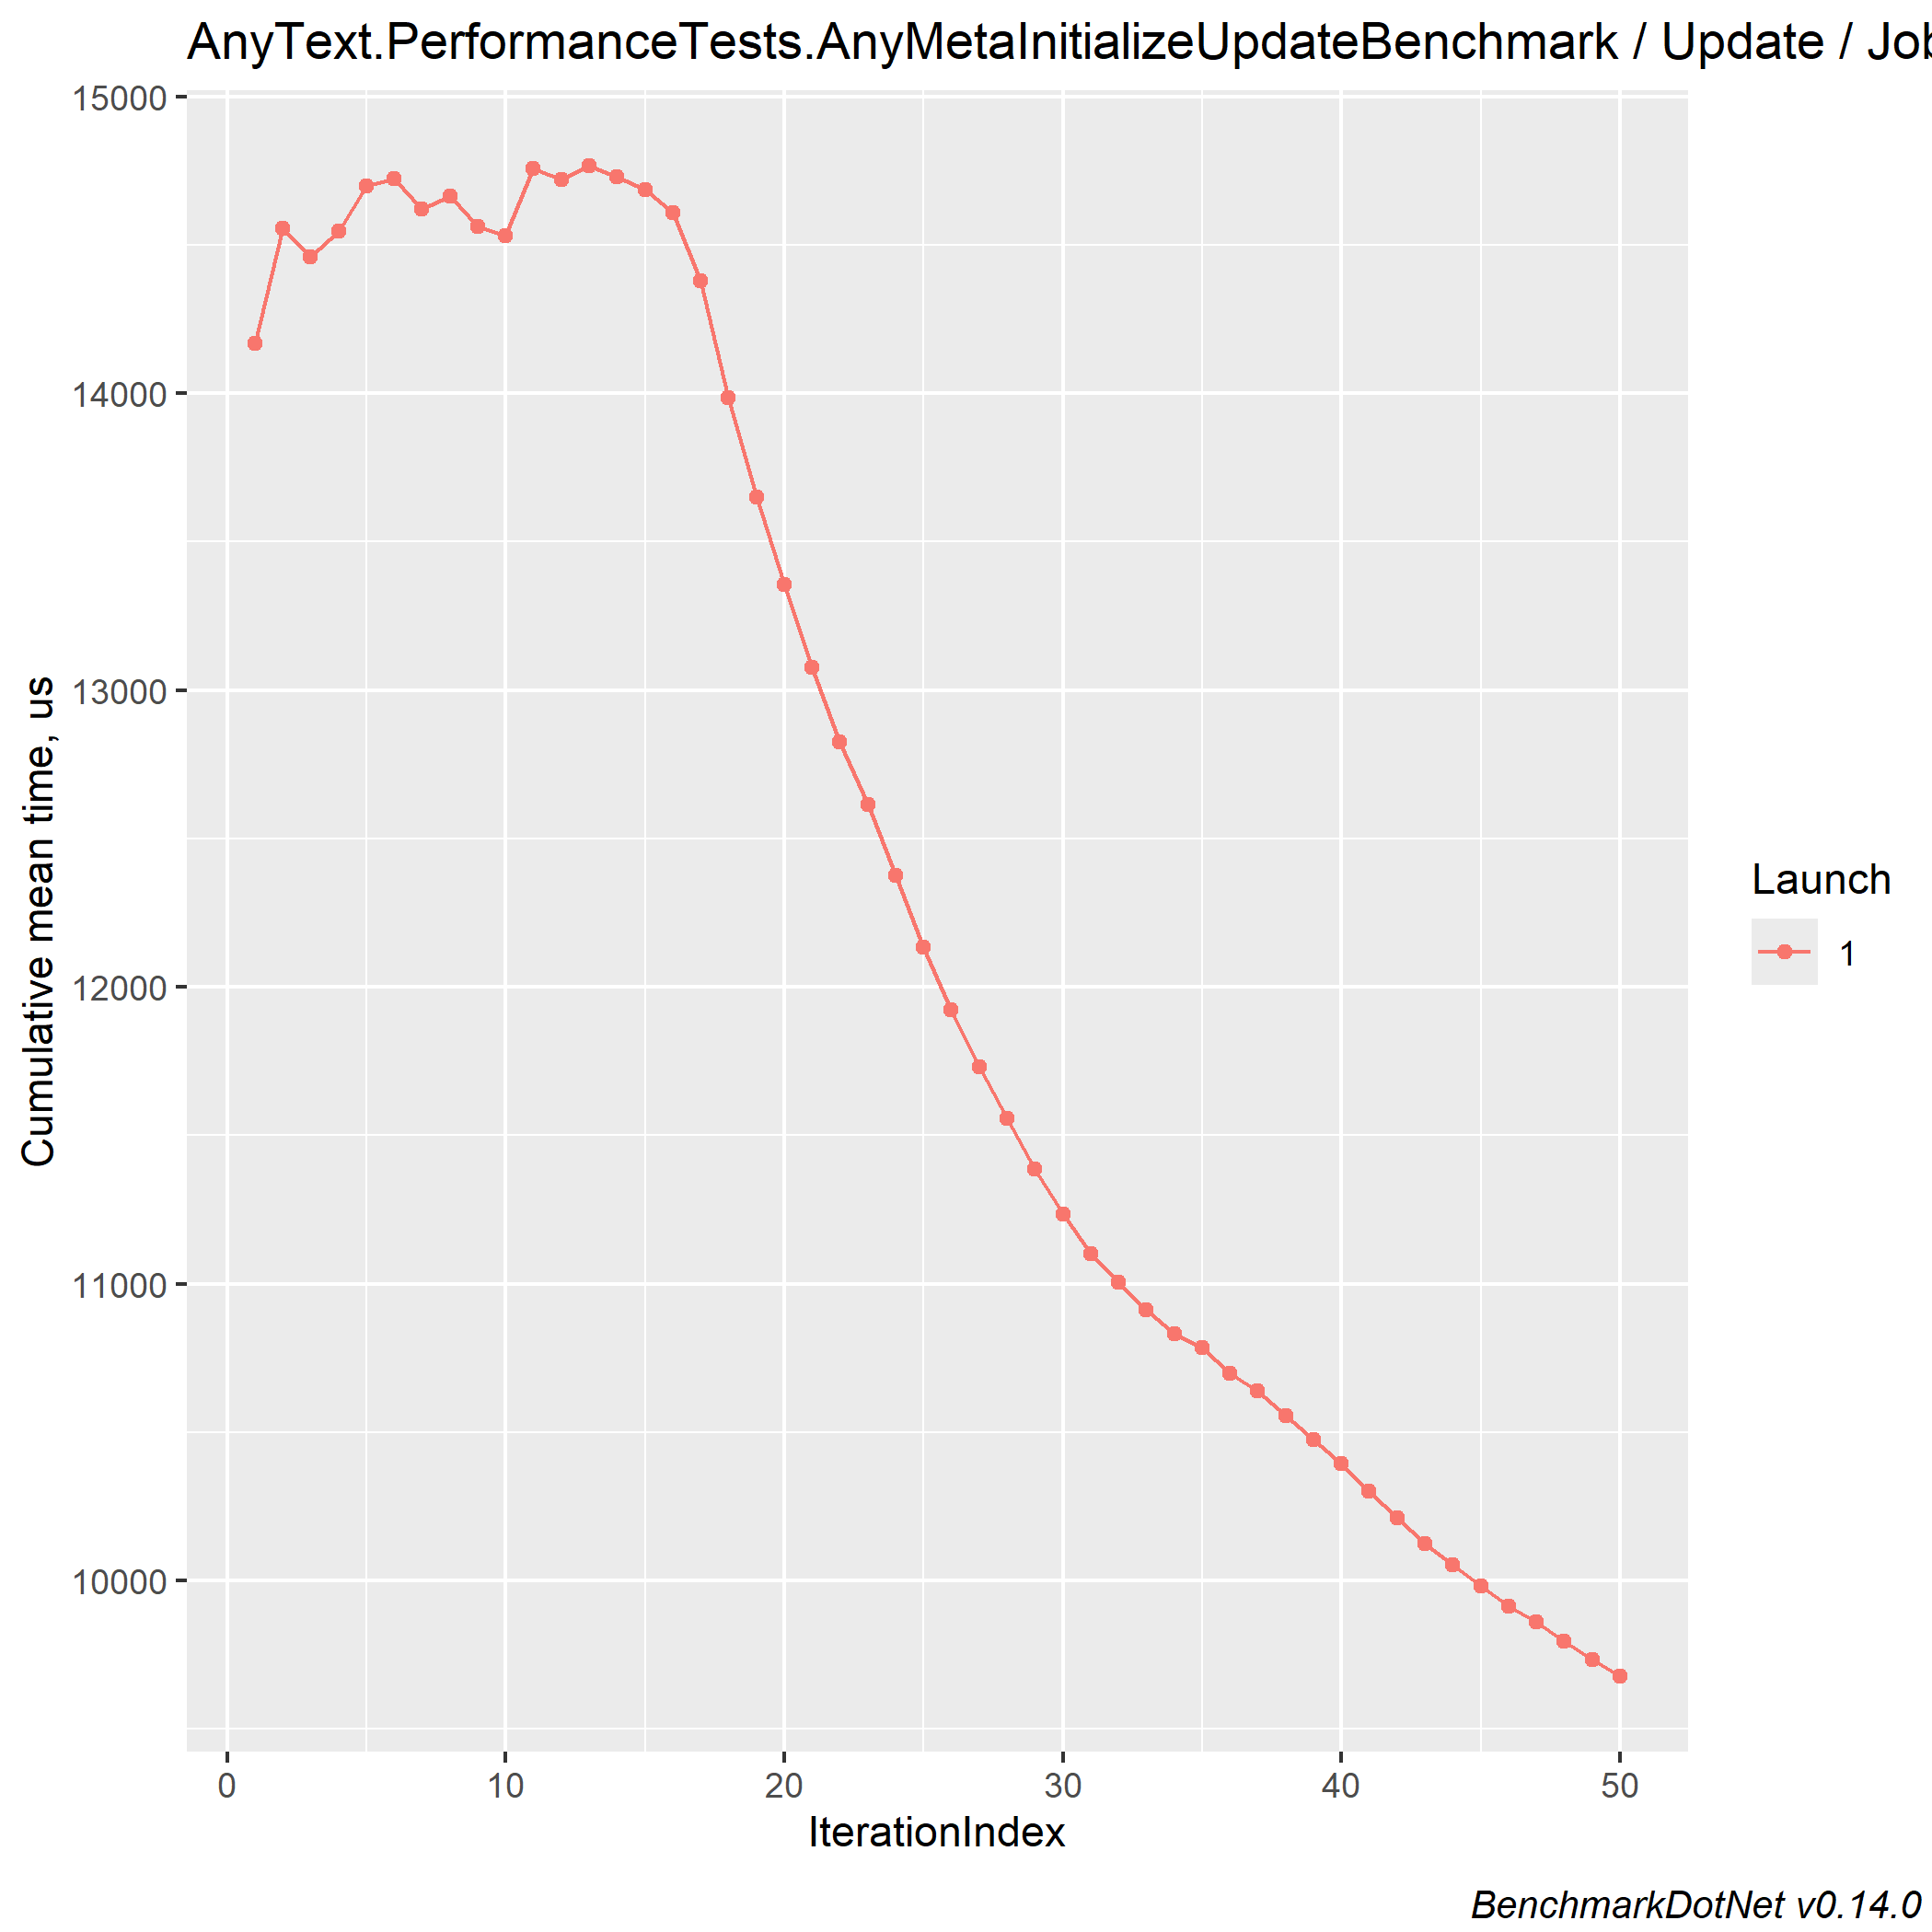 AnyText.PerformanceTests.AnyMetaInitializeUpdateBenchmark / Update / Job
15000
14000
13000
12000
11000
10000
Cumulative mean time, us
0 10 20 30 40 50
IterationIndex
Launch
1
BenchmarkDotNet v0.14.0